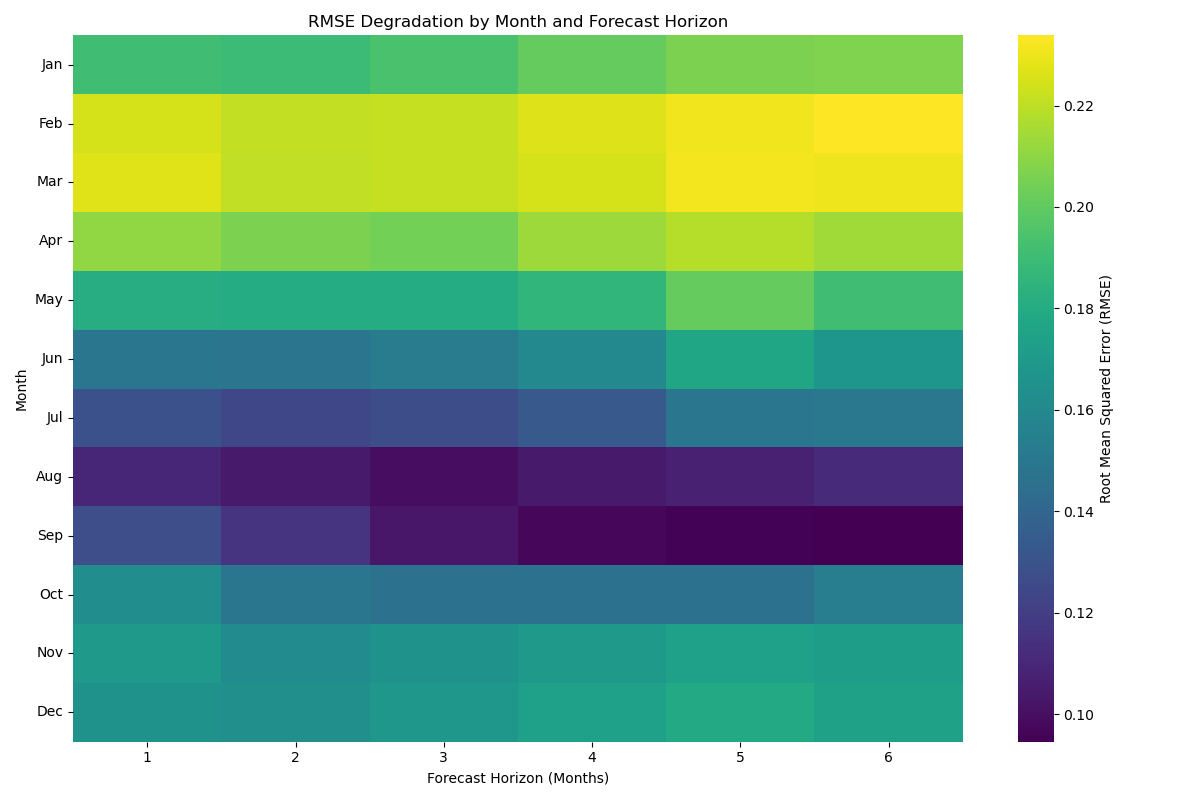 RMSE Degradation by Month and Forecast Horizon
Month
Jan
Feb
Mar
Apr
May
Jun
Jul
Aug
Sep
Oct
Nov
Dec
1 2 3 4 5 6
Forecast Horizon (Months)
0.22
0.20
0.18
0.16
0.14
0.12
0.10
Root Mean Squared Error (RMSE)